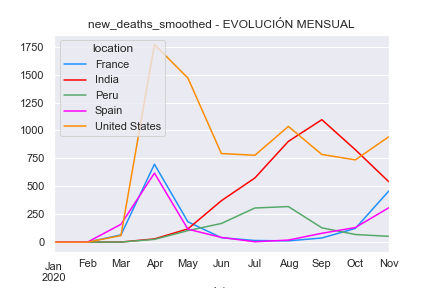 new_deaths_smoothed - EVOLUCIÓN MENSUAL
location
France
India
Peru
Spain
United States
1750
1500
1250
1000
750
500
250
0
Jan Feb Mar Apr May Jun Jul Aug Sep Oct Nov
2020